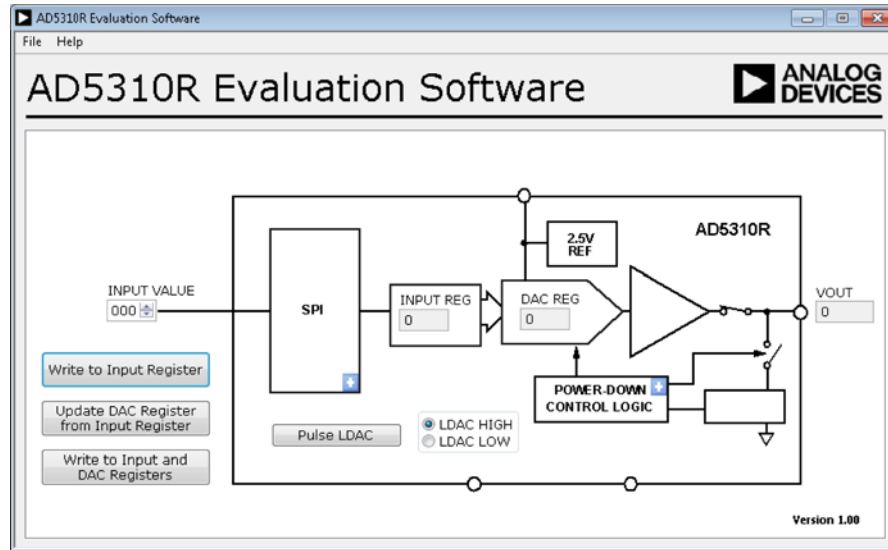 AD5310R Evaluation Software
File Help
AD5310R Evaluation Software
ANALOG
DEVICES
AD5310R
2.5V
REF
INPUT VALUE
000
SPI
INPUT REG
0
DAC REG
0
VOUT
0
Write to Input Register
Update DAC Register
from Input Register
Write to Input and
DAC Registers
Pulse LDAC
LDAC HIGH
LDAC LOW
POWER-DOWN
CONTROL LOGIC
Version 1.00